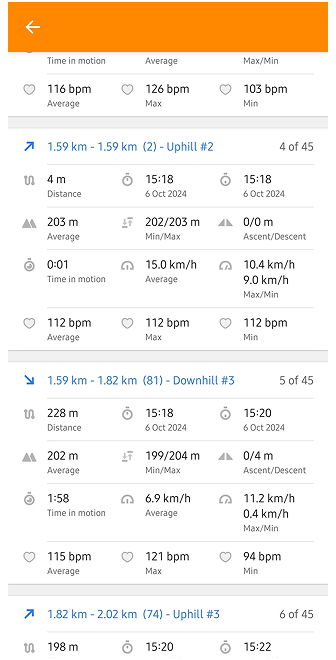 Time in motion Average Max/Min
116 bpm 126 bpm 103 bpm
Average Max Min
1.59 km - 1.59 km (2) - Uphill #2 4 of 45
4 m 15:18 15:18
Distance 6 Oct 2024 6 Oct 2024
203 m 202/203 m 0/0 m
Average Min/Max Ascent/Descent
0:01 15.0 km/h 10.4 km/h
Time in motion Average 9.0 km/h
Max/Min
112 bpm 112 bpm 112 bpm
Average Max Min
1.59 km - 1.82 km (81) - Downhill #3 5 of 45
228 m 15:18 15:20
Distance 6 Oct 2024 6 Oct 2024
202 m 199/204 m 0/4 m
Average Min/Max Ascent/Descent
1:58 6.9 km/h 11.2 km/h
Time in motion Average 0.4 km/h
Max/Min
115 bpm 121 bpm 94 bpm
Average Max Min
1.82 km - 2.02 km (74) - Uphill #3 6 of 45
198 m 15:20 15:22